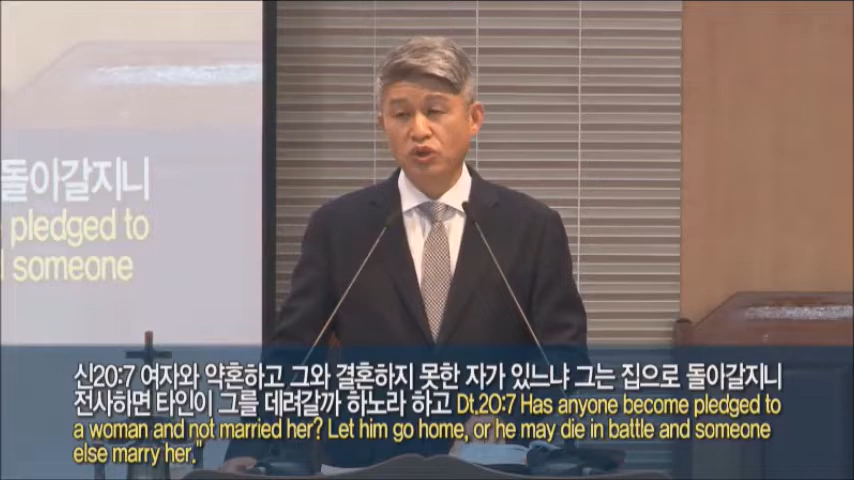 돌아갈지니
pledged to
someone
신20:7 여자와 약혼하고 그와 결혼하지 못한 자가 있느냐 그는 집으로 돌아갈지니
전사하면 타인이 그를 데려갈까 하노라 하고 Dt.20:7 Has anyone become pledged to
a woman and not married her? Let him go home, or he may die in battle and someone
else marry her."